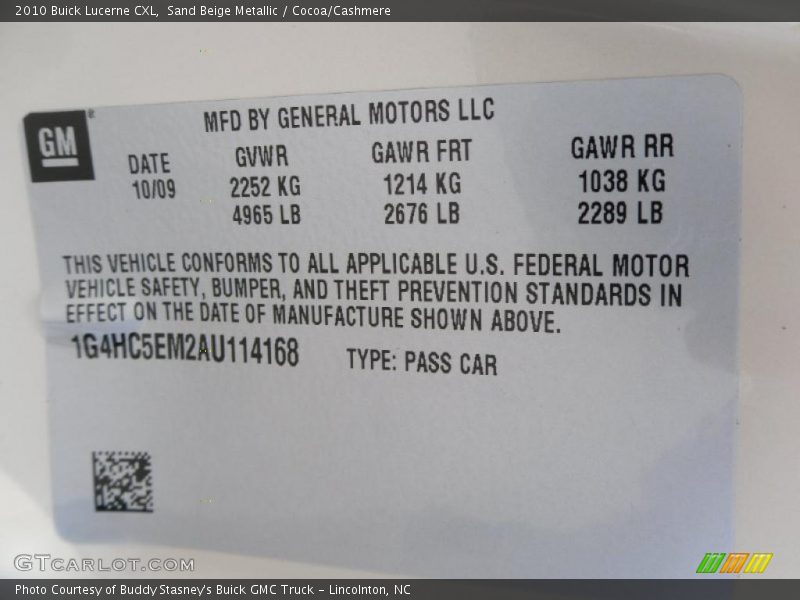 2010 Buick Lucerne CXL,  Sand Beige Metallic / Cocoa/Cashmere
MFD BY GENERAL MOTORS LLC
GM®
DATE GVWR GAWR FRT GAWR RR
10/09 2252 KG 1214 KG 1038 KG
4965 LB 2676 LB 2289 LB
THIS VEHICLE CONFORMS TO ALL APPLICABLE U.S. FEDERAL MOTOR
VEHICLE SAFETY, BUMPER, AND THEFT PREVENTION STANDARDS IN
EFFECT ON THE DATE OF MANUFACTURE SHOWN ABOVE.
1G4HC5EM2AU114168 TYPE: PASS CAR
GTCARLOT.COM
Photo Courtesy of Buddy Stasney's Buick GMC Truck – Lincolnton, NC